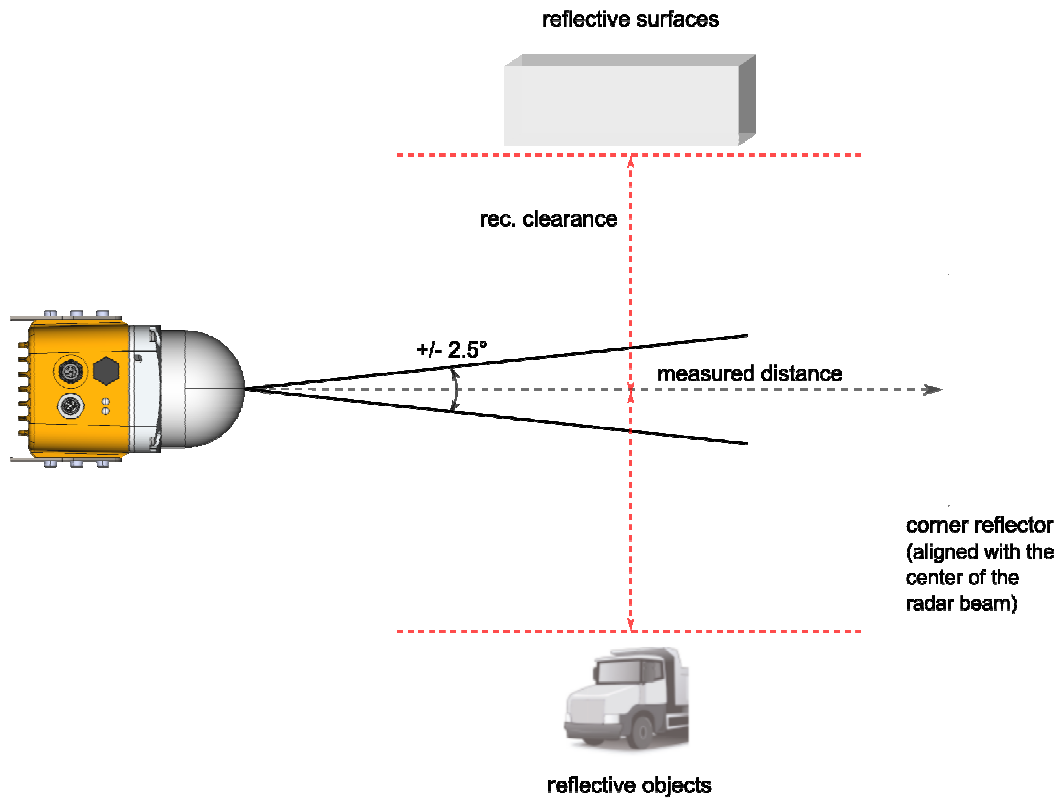 reflective surfaces
rec. clearance
+/- 2.5°
measured distance
corner reflector
(aligned with the
center of the
radar beam)
reflective objects